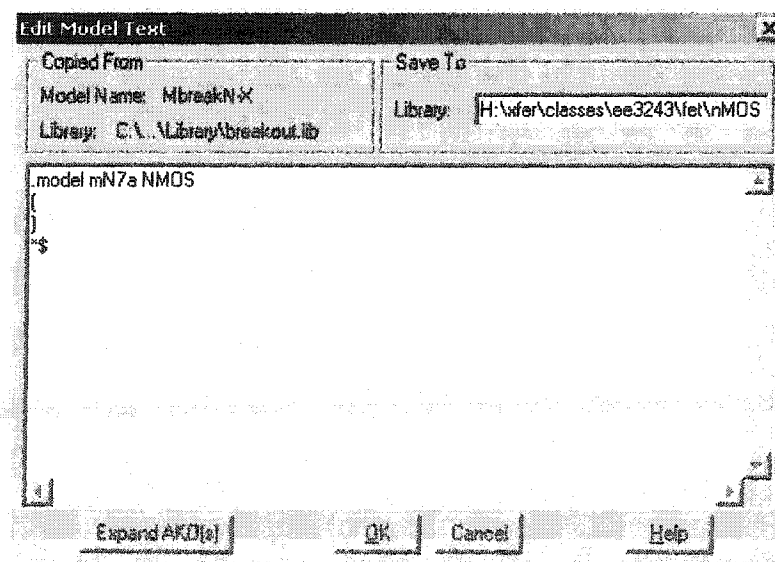 Edit Model Text
Copied From
Model Name: MbreakN-X
Library: C:\...\Library\breakout.lib
Save To
Library: H:\xfer\classes\ee3243\fet\nMOS
.model mN7a NMOS
(
)
*$
Expand AKO(s)
OK
Cancel
Help